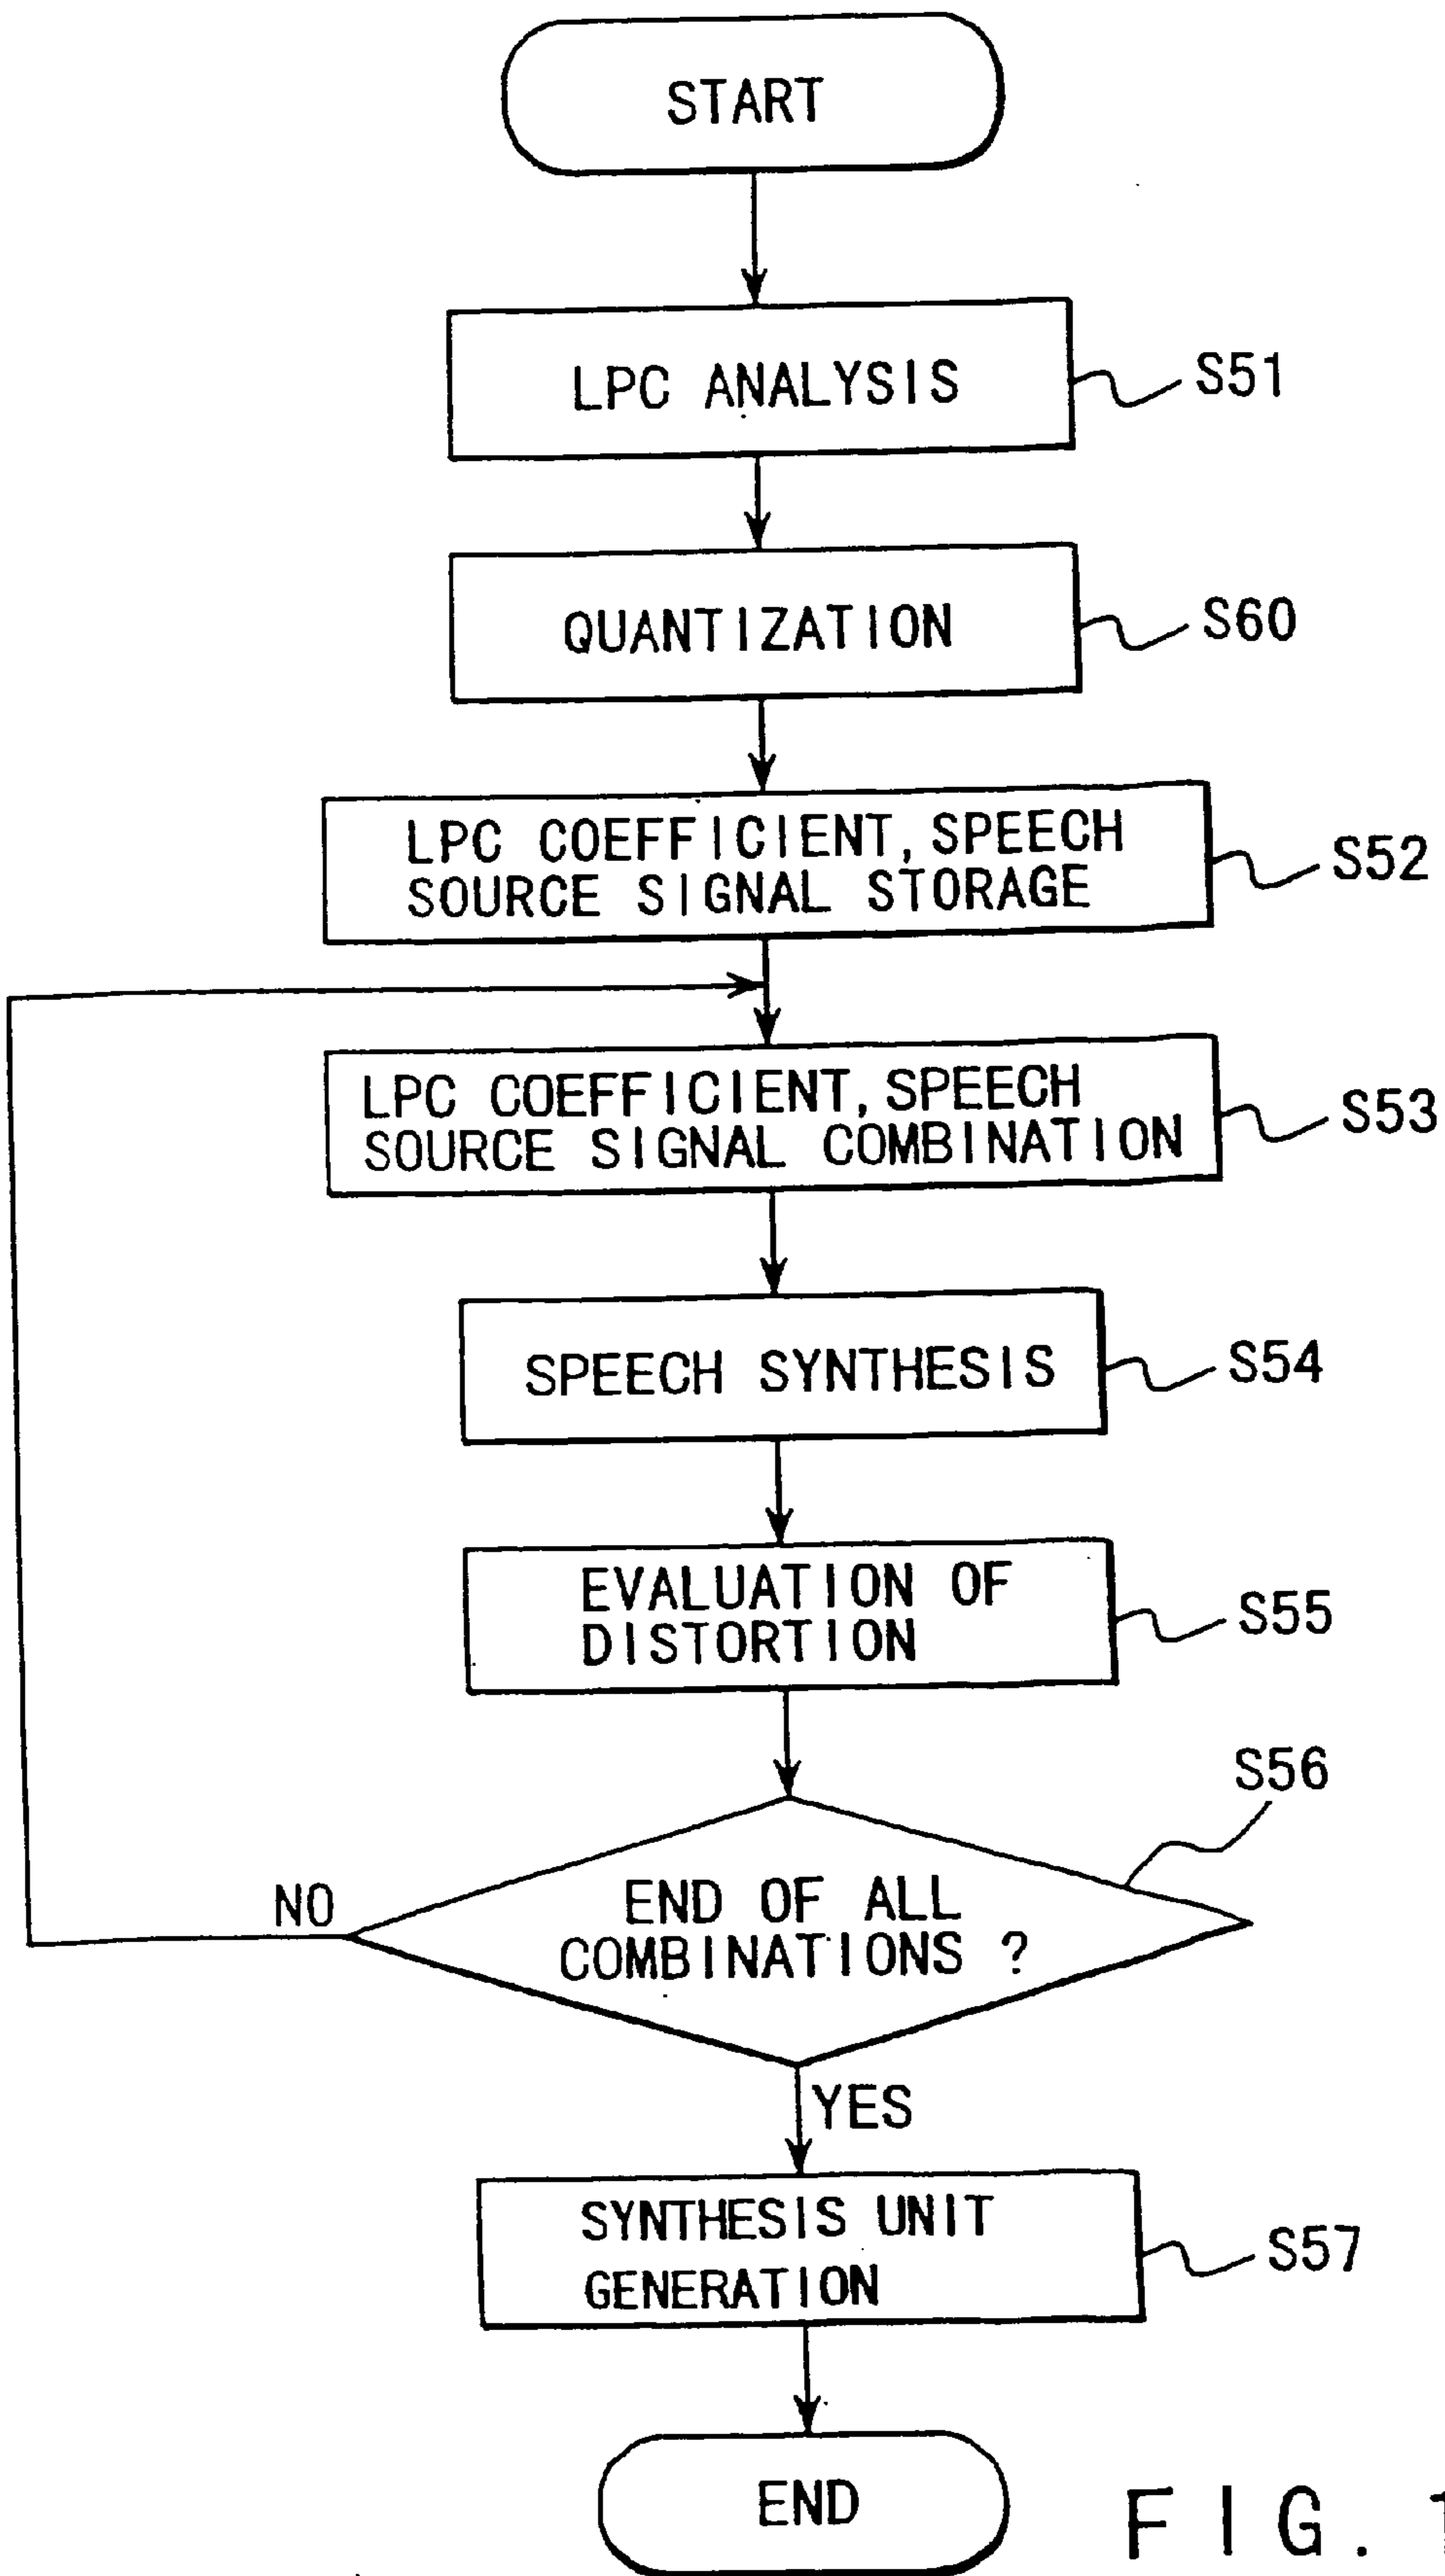 START
LPC ANALYSIS
S51
QUANTIZATION
S60
LPC COEFFICIENT, SPEECH
SOURCE SIGNAL STORAGE
S52
LPC COEFFICIENT, SPEECH
SOURCE SIGNAL COMBINATION
S53
SPEECH SYNTHESIS
S54
EVALUATION OF
DISTORTION
S55
S56
NO
END OF ALL
COMBINATIONS ?
YES
SYNTHESIS UNIT
GENERATION
S57
END
FIG.